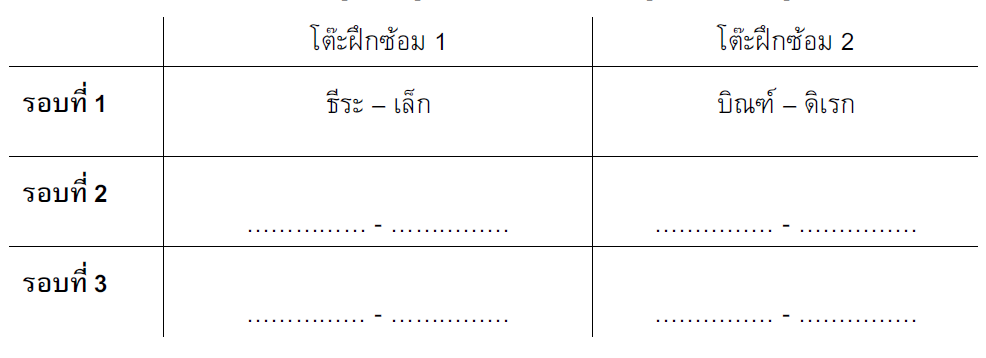 โต๊ะฝึกซ้อม 1 โต๊ะฝึกซ้อม 2
รอบที่ 1 ธีระ – เล็ก บิณฑ์ – ดิเรก
รอบที่ 2 …………… - …………… …………… - ……………
รอบที่ 3 …………… - …………… …………… - ……………